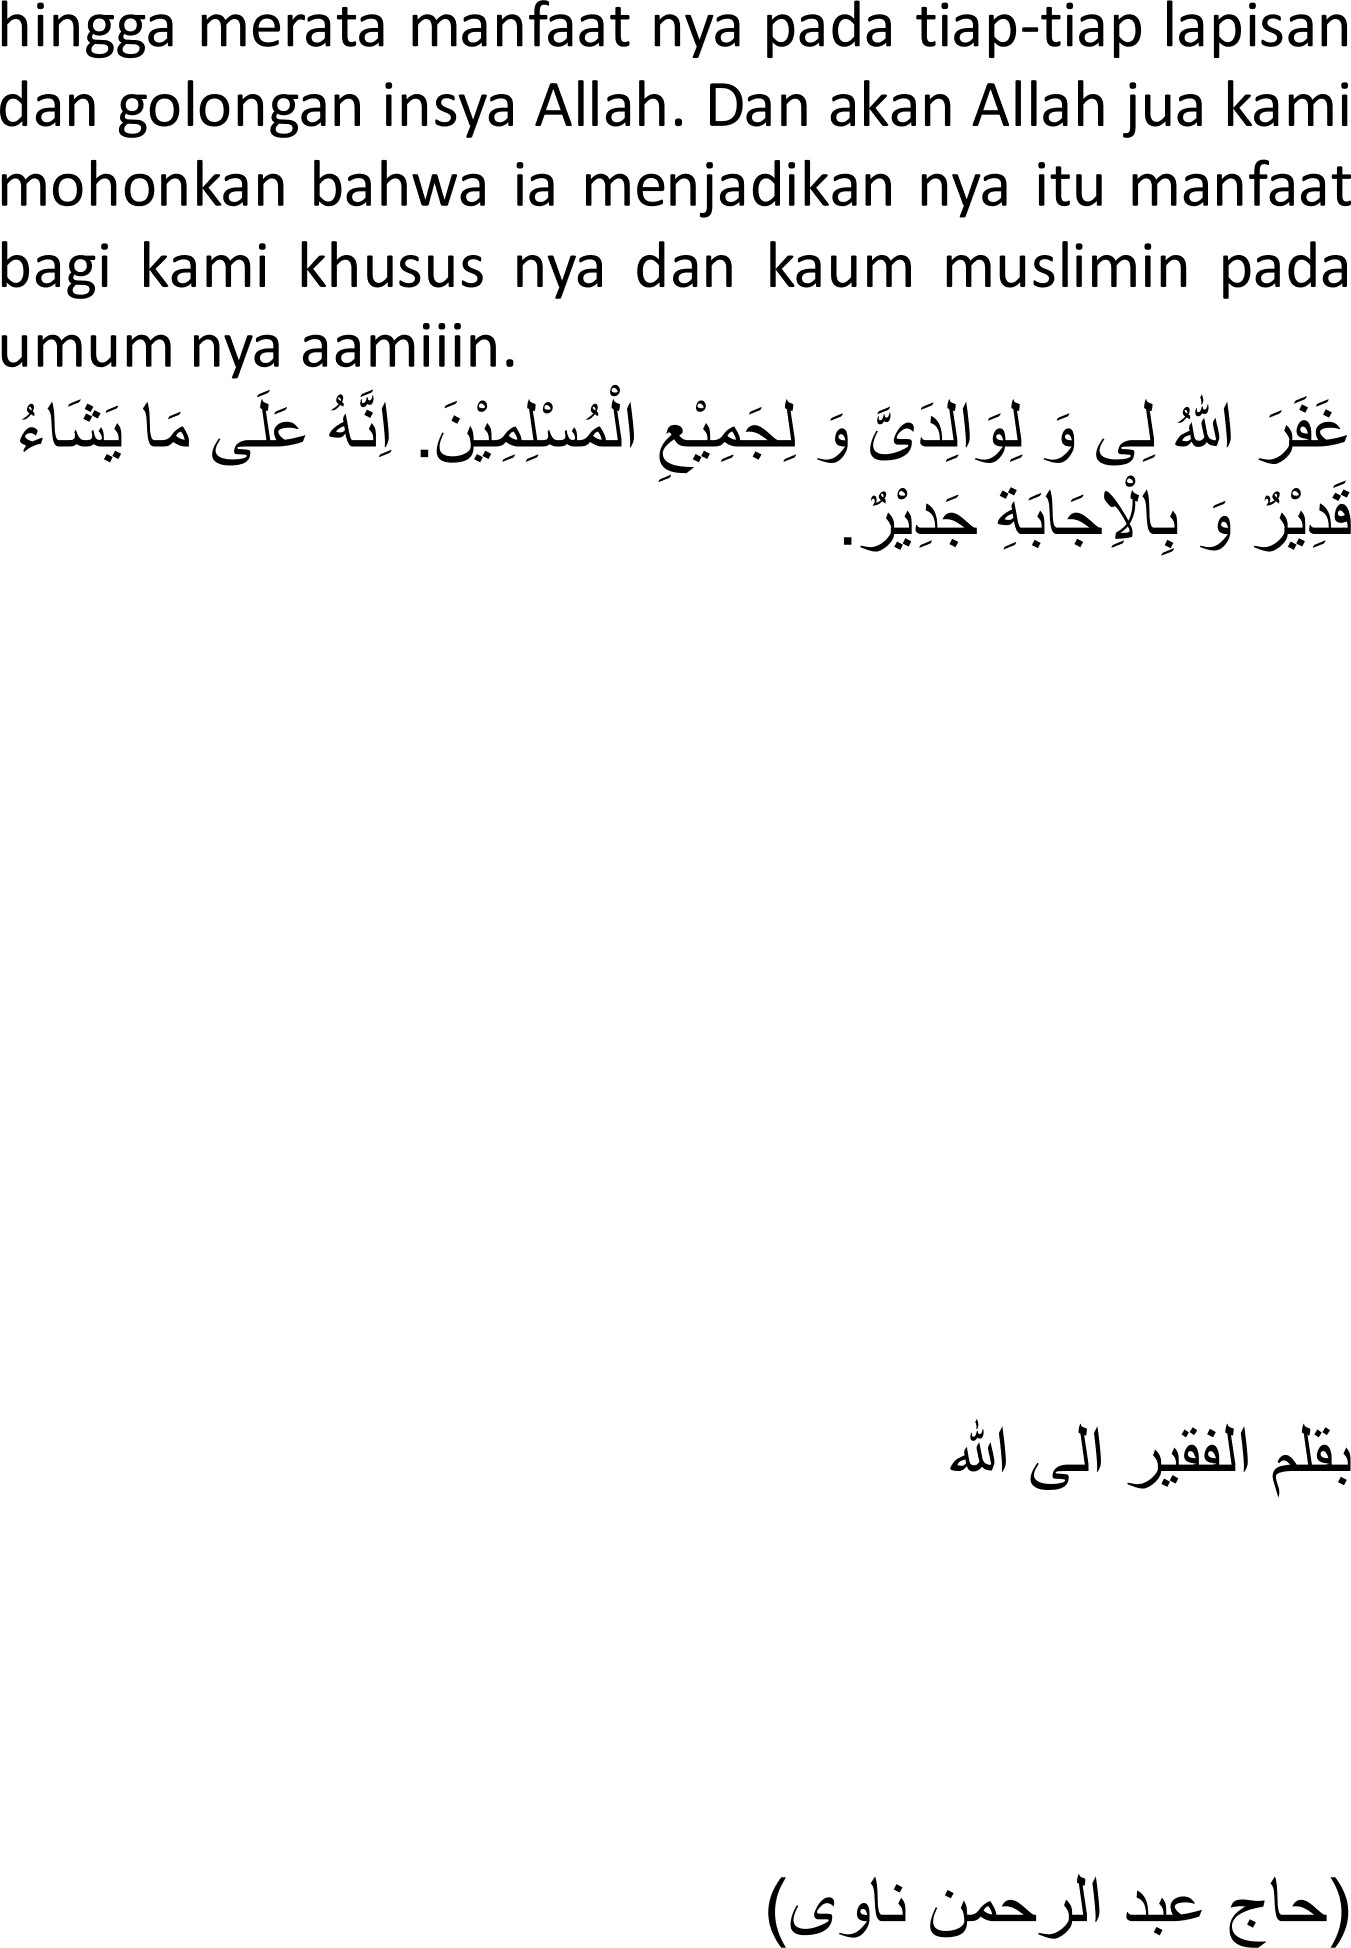 hingga merata manfaat nya pada tiap-tiap lapisan
dan golongan insya Allah. Dan akan Allah jua kami
mohonkan bahwa ia menjadikan nya itu manfaat
bagi kami khusus nya dan kaum muslimin pada
umum nya aamiiin.
غَفَرَ اللهُ لِى وَ لِوَالِدَىَّ وَ لِجَمِيْعِ الْمُسْلِمِيْنَ. اِنَّهُ عَلَى مَا يَشَاءُ
قَدِيْرٌ وَ بِالْاِجَابَةِ جَدِيْرٌ.
بقلم الفقير الى الله
(حاج عبد الرحمن ناوى)